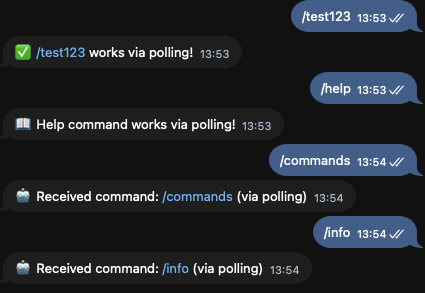 /test123 13:53
✅ /test123 works via polling! 13:53
/help 13:53
📖 Help command works via polling! 13:53
/commands 13:54
🤖 Received command: /commands (via polling) 13:54
/info 13:54
🤖 Received command: /info (via polling) 13:54